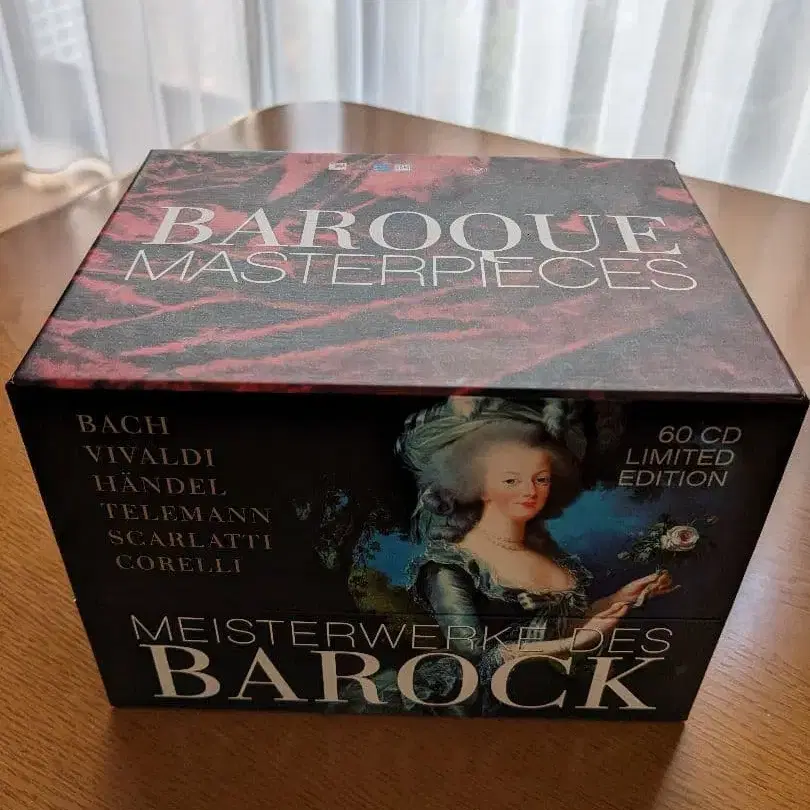 BAROQUE
MASTERPIECES
BACH
VIVALDI
HÄNDEL
TELEMANN
SCARLATTI
CORELLI
60 CD
LIMITED
EDITION
MEISTERWERKE DES
BAROCK